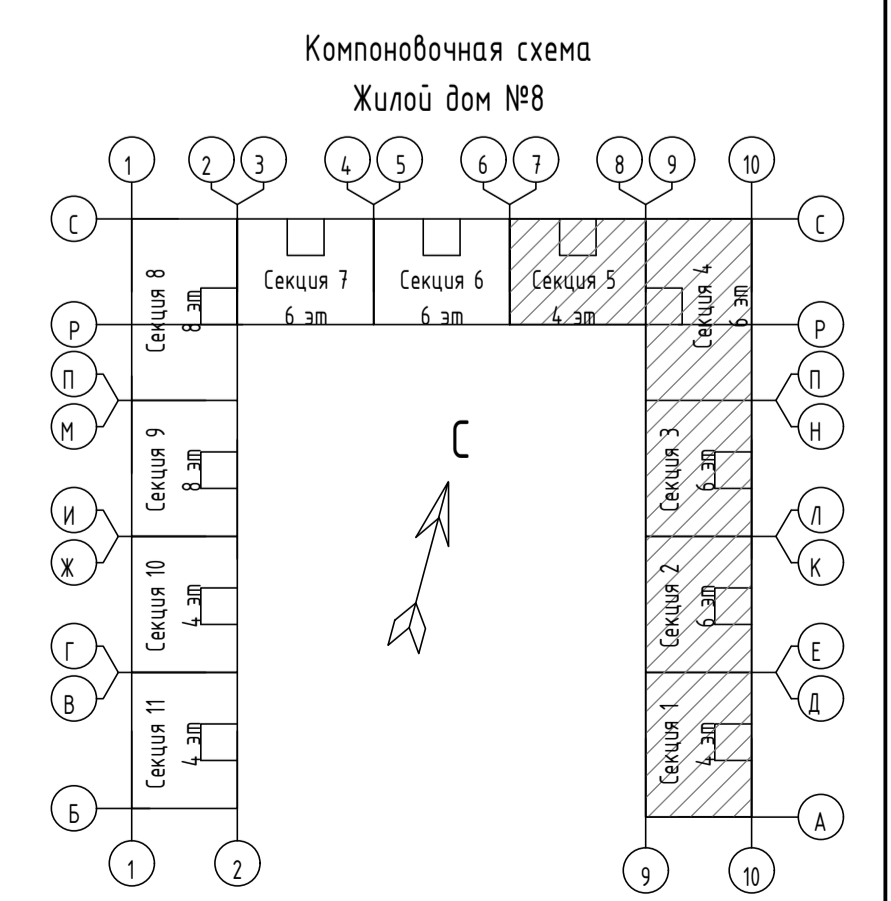 Компоновочная схема
Жилой дом №8
1
2
3
4
5
6
7
8
9
10
С
С
Секция 8
8 эт
Секция 7
6 эт
Секция 6
6 эт
Секция 5
4 эт
Секция 4
6 эт
Р
Р
П
М
П
Н
С
Секция 9
8 эт
Секция 3
6 эт
И
Ж
Л
К
Секция 10
4 эт
Секция 2
6 эт
Г
В
Е
Д
Секция 11
4 эт
Секция 1
4 эт
Б
А
1
2
9
10